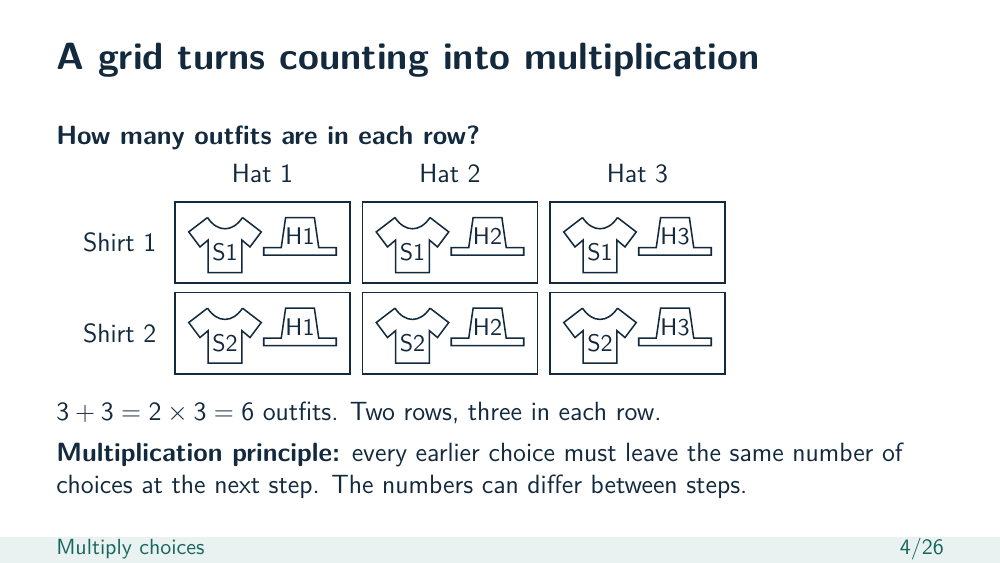 A grid turns counting into multiplication
How many outfits are in each row?
Hat 1 Hat 2 Hat 3
Shirt 1 S1 H1 S1 H2 S1 H3
Shirt 2 S2 H1 S2 H2 S2 H3
3 + 3 = 2 × 3 = 6 outfits. Two rows, three in each row.
Multiplication principle: every earlier choice must leave the same number of
choices at the next step. The numbers can differ between steps.
Multiply choices 4/26